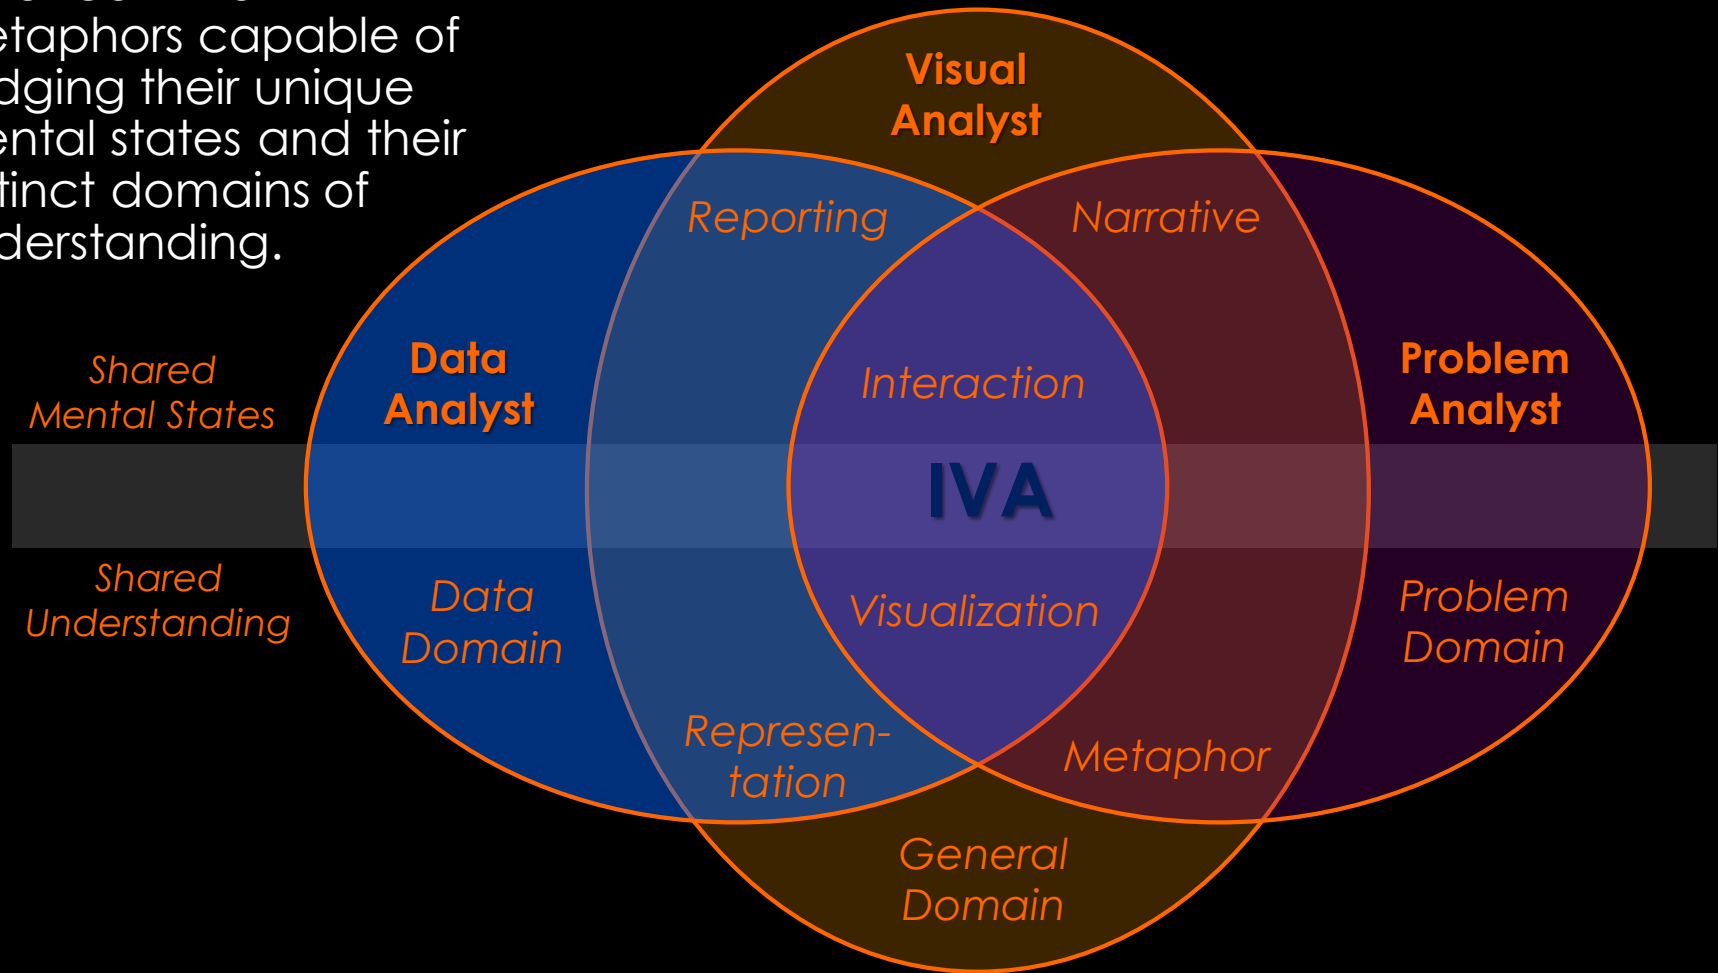 etaphors capable of
dging their unique
ental states and their
tinct domains of
derstanding.
Visual
Analyst
Reporting
Narrative
Shared
Mental States
Data
Analyst
Interaction
Problem
Analyst
IVA
Shared
Understanding
Data
Domain
Visualization
Problem
Domain
Represen-
tation
Metaphor
General
Domain